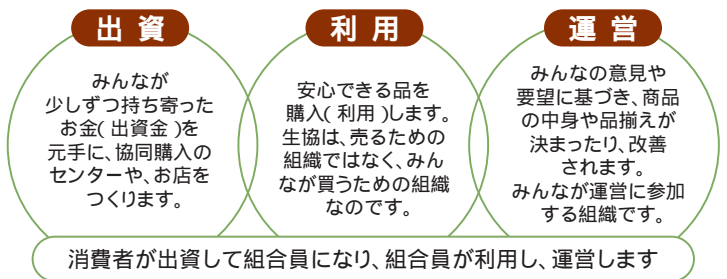 出資
みんなが
少しずつ持ち寄った
お金(出資金)を
元手に、協同購入の
センターや、お店を
つくります。
利用
安心できる品を
購入(利用)します。
生協は、売るための
組織ではなく、みん
なが買うための組織
なのです。
運営
みんなの意見や
要望に基づき、商品
の中身や品揃えが
決まったり、改善
されます。
みんなが運営に参加
する組織です。
消費者が出資して組合員になり、組合員が利用し、運営します